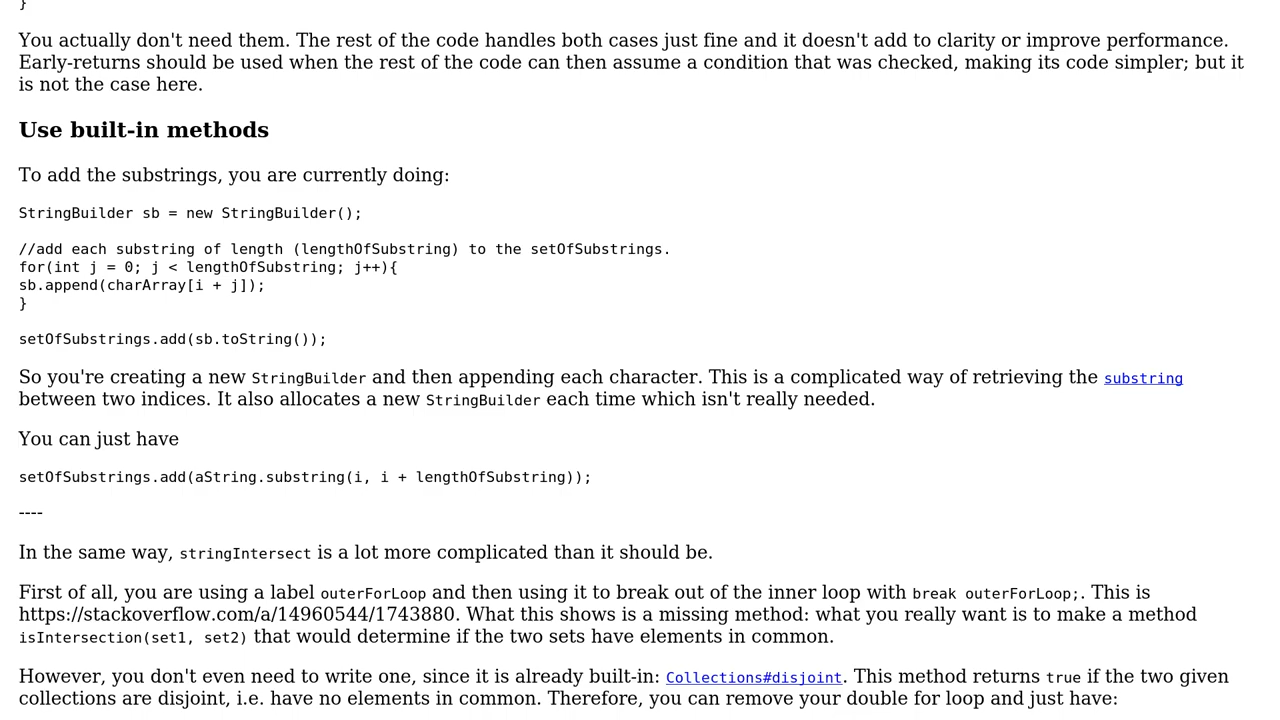 }
You actually don't need them. The rest of the code handles both cases just fine and it doesn't add to clarity or improve performance.
Early-returns should be used when the rest of the code can then assume a condition that was checked, making its code simpler; but it
is not the case here.
Use built-in methods
To add the substrings, you are currently doing:
StringBuilder sb = new StringBuilder();
//add each substring of length (lengthOfSubstring) to the setOfSubstrings.
for(int j = 0; j < lengthOfSubstring; j++){
sb.append(charArray[i + j]);
}
setOfSubstrings.add(sb.toString());
So you're creating a new StringBuilder and then appending each character. This is a complicated way of retrieving the substring
between two indices. It also allocates a new StringBuilder each time which isn't really needed.
You can just have
setOfSubstrings.add(aString.substring(i, i + lengthOfSubstring));
----
In the same way, stringIntersect is a lot more complicated than it should be.
First of all, you are using a label outerForLoop and then using it to break out of the inner loop with break outerForLoop;. This is
https://stackoverflow.com/a/14960544/1743880. What this shows is a missing method: what you really want is to make a method
isIntersection(set1, set2) that would determine if the two sets have elements in common.
However, you don't even need to write one, since it is already built-in: Collections#disjoint. This method returns true if the two given
collections are disjoint, i.e. have no elements in common. Therefore, you can remove your double for loop and just have: